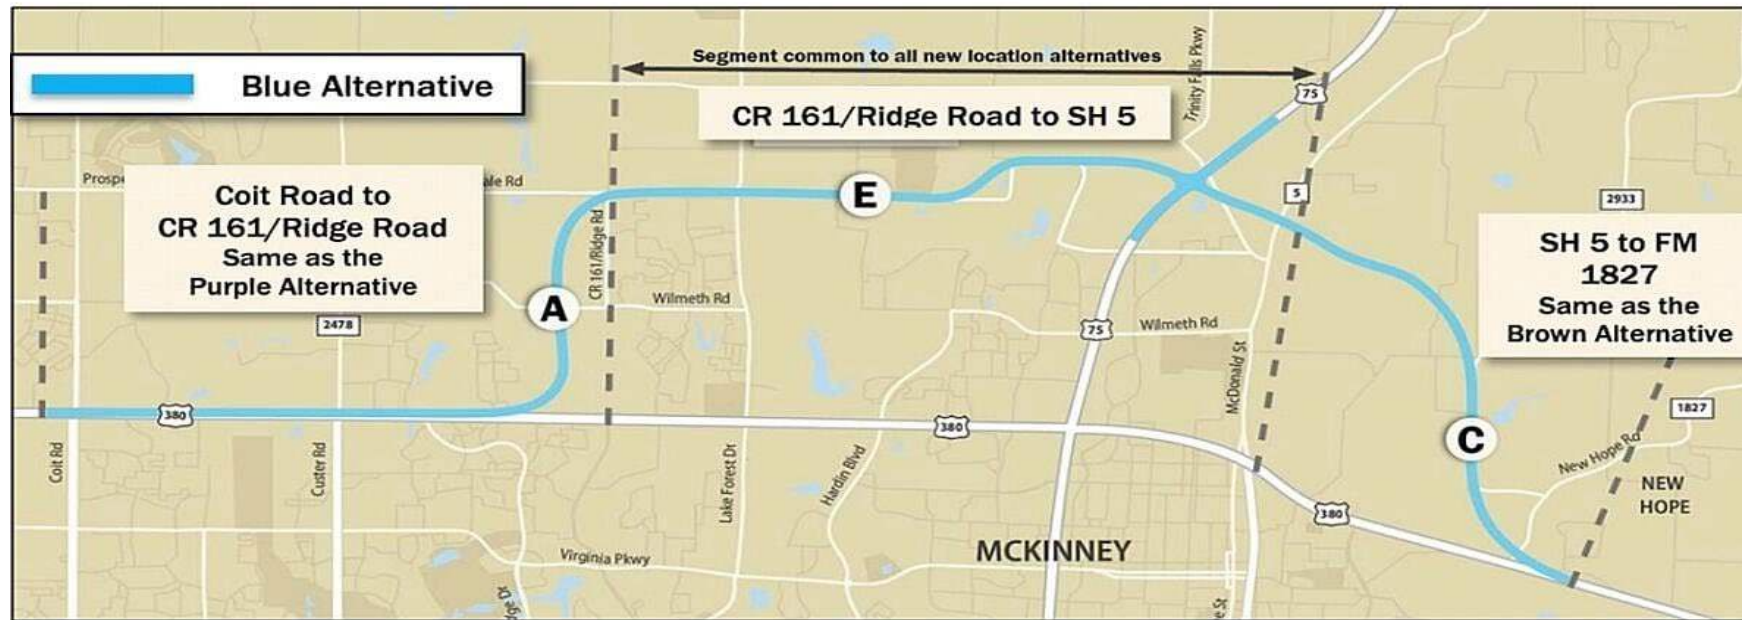 Segment common to all new location alternatives
Blue Alternative
CR 161/Ridge Road to SH 5
Trinity Falls Pkwy
75
Coit Road to
CR 161/Ridge Road
Same as the
Purple Alternative
5
2933
SH 5 to FM
1827
Same as the
Brown Alternative
E
CR 161/Ridge Rd
A
Wilmeth Rd
2478
75
Wilmeth Rd
McDonald St
380
380
1827
C
Coit Rd
Custer Rd
Lake Forest Dr
Hardin Blvd
New Hope Rd
NEW
HOPE
380
Virginia Pkwy
MCKINNEY